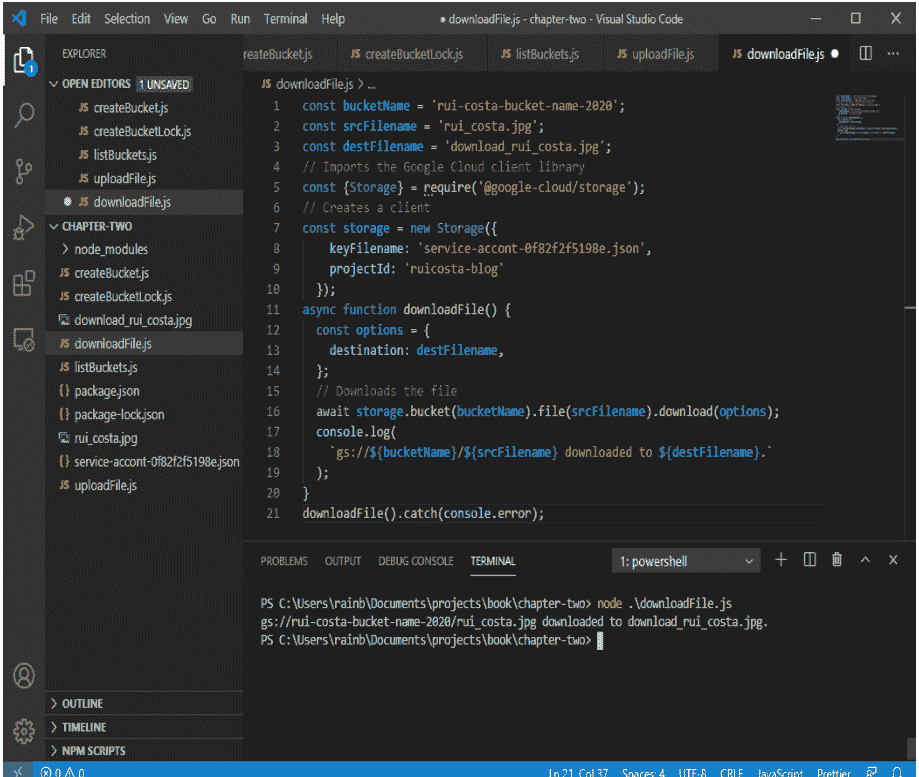 File Edit Selection View Go Run Terminal Help ● downloadFile.js - chapter-two - Visual Studio Code
EXPLORER
1
OPEN EDITORS 1 UNSAVED
JS createBucket.js
JS createBucketLock.js
JS listBuckets.js
JS uploadFile.js
● JS downloadFile.js
CHAPTER-TWO
node_modules
JS createBucket.js
JS createBucketLock.js
download_rui_costa.jpg
JS downloadFile.js
JS listBuckets.js
{} package.json
{} package-lock.json
rui_costa.jpg
{} service-accont-0f82f2f5198e.json
JS uploadFile.js
OUTLINE
TIMELINE
NPM SCRIPTS
reateBucket.js JS createBucketLock.js JS listBuckets.js JS uploadFile.js JS downloadFile.js ● ...
JS downloadFile.js > ...
1 const bucketName = 'rui-costa-bucket-name-2020';
2 const srcFilename = 'rui_costa.jpg';
3 const destFilename = 'download_rui_costa.jpg';
4 // Imports the Google Cloud client library
5 const {Storage} = require('@google-cloud/storage');
6 // Creates a client
7 const storage = new Storage({
8 keyFilename: 'service-accont-0f82f2f5198e.json',
9 projectId: 'ruicosta-blog'
10 });
11 async function downloadFile() {
12 const options = {
13 destination: destFilename,
14 };
15 // Downloads the file
16 await storage.bucket(bucketName).file(srcFilename).download(options);
17 console.log(
18 `gs://${bucketName}/${srcFilename} downloaded to ${destFilename}.`
19 );
20 }
21 downloadFile().catch(console.error);
PROBLEMS OUTPUT DEBUG CONSOLE TERMINAL 1: powershell
PS C:\Users\rainb\Documents\projects\book\chapter-two> node .\downloadFile.js
gs://rui-costa-bucket-name-2020/rui_costa.jpg downloaded to download_rui_costa.jpg.
PS C:\Users\rainb\Documents\projects\book\chapter-two>
0 0 Ln 21, Col 37 Spaces: 4 UTF-8 CRLF JavaScript Prettier